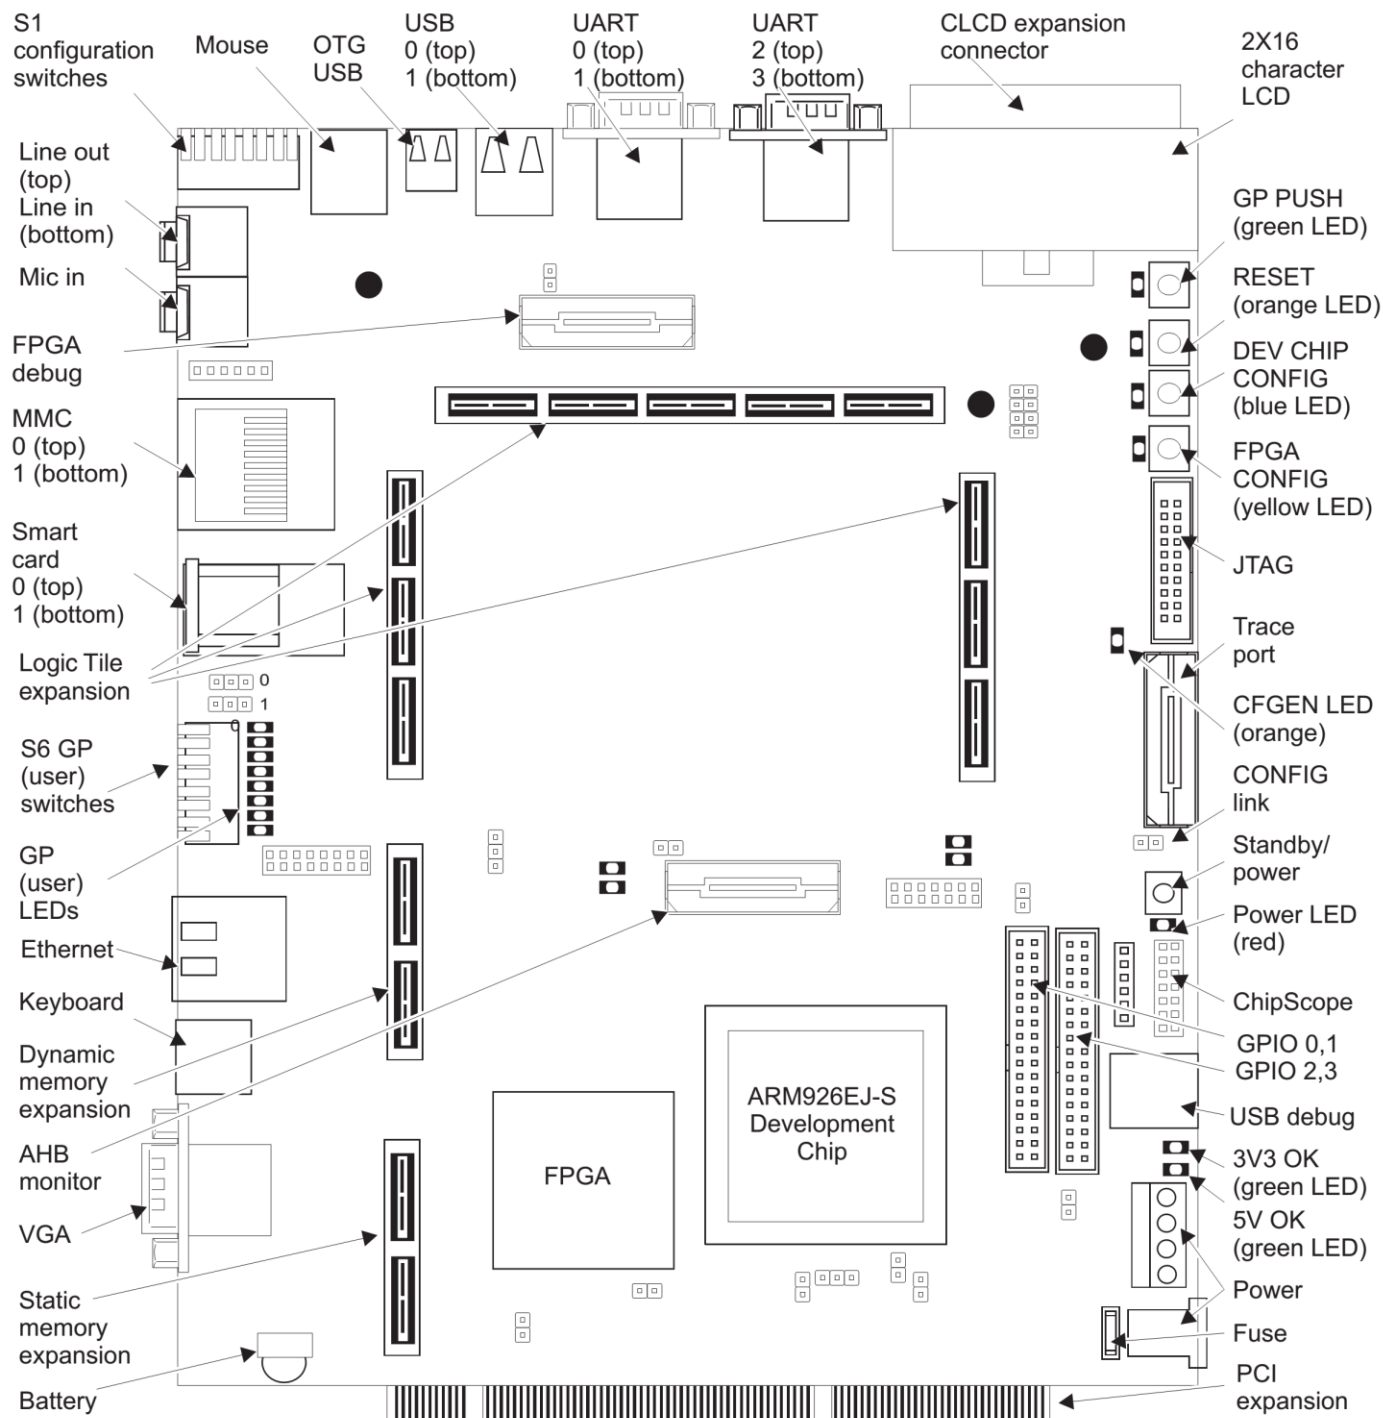 S1
configuration
switches
Mouse
OTG
USB
USB
0 (top)
1 (bottom)
UART
0 (top)
1 (bottom)
UART
2 (top)
3 (bottom)
CLCD expansion
connector
2X16
character
LCD
Line out
(top)
Line in
(bottom)
Mic in
FPGA
debug
MMC
0 (top)
1 (bottom)
Smart
card
0 (top)
1 (bottom)
Logic Tile
expansion
0
1
0
S6 GP
(user)
switches
GP
(user)
LEDs
Ethernet
Keyboard
Dynamic
memory
expansion
AHB
monitor
VGA
Static
memory
expansion
Battery
FPGA
ARM926EJ-S
Development
Chip
GP PUSH
(green LED)
RESET
(orange LED)
DEV CHIP
CONFIG
(blue LED)
FPGA
CONFIG
(yellow LED)
JTAG
Trace
port
CFGEN LED
(orange)
CONFIG
link
Standby/
power
Power LED
(red)
ChipScope
GPIO 0,1
GPIO 2,3
USB debug
3V3 OK
(green LED)
5V OK
(green LED)
Power
Fuse
PCI
expansion